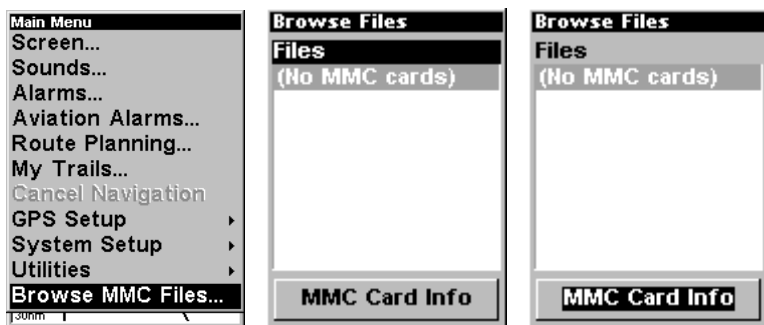 Main Menu
Screen...
Sounds...
Alarms...
Aviation Alarms...
Route Planning...
My Trails...
Cancel Navigation
GPS Setup
System Setup
Utilities
Browse MMC Files...
30nm
Browse Files
Files
(No MMC cards)
MMC Card Info
Browse Files
Files
(No MMC cards)
MMC Card Info